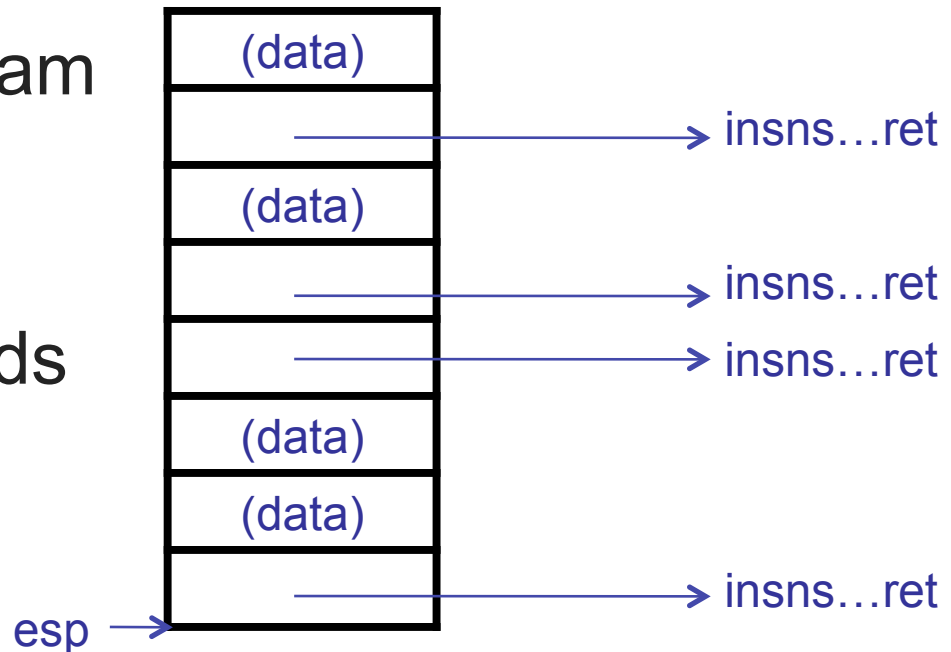 am
(data)
insns…ret
(data)
insns…ret
ds
insns…ret
(data)
(data)
insns…ret
esp